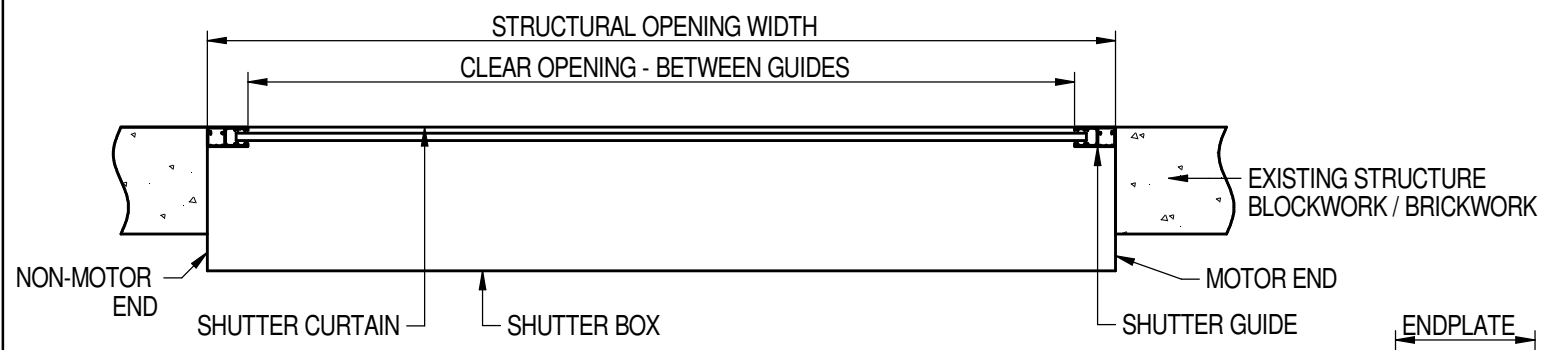 STRUCTURAL OPENING WIDTH
CLEAR OPENING - BETWEEN GUIDES
EXISTING STRUCTURE
BLOCKWORK / BRICKWORK
NON-MOTOR
END
MOTOR END
SHUTTER CURTAIN
SHUTTER BOX
SHUTTER GUIDE
ENDPLATE